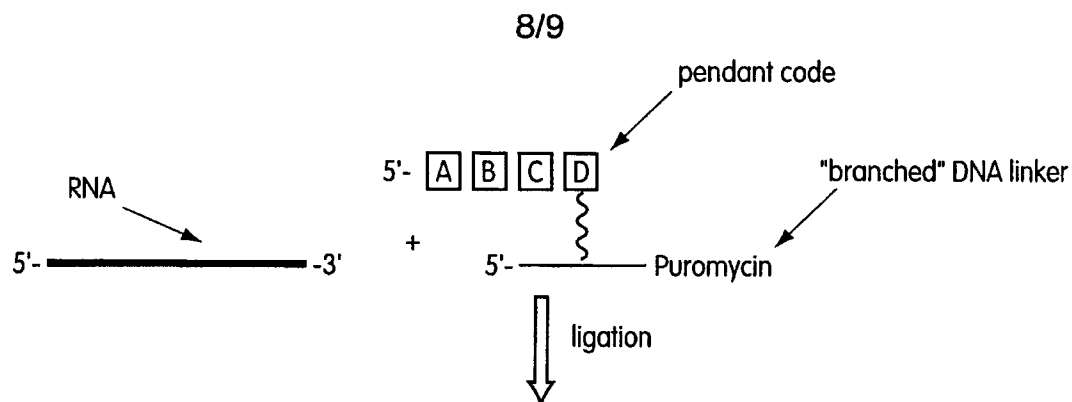 8/9
pendant code
5'- A B C D
RNA
"branched" DNA linker
5'- -3'
+
5'- Puromycin
ligation